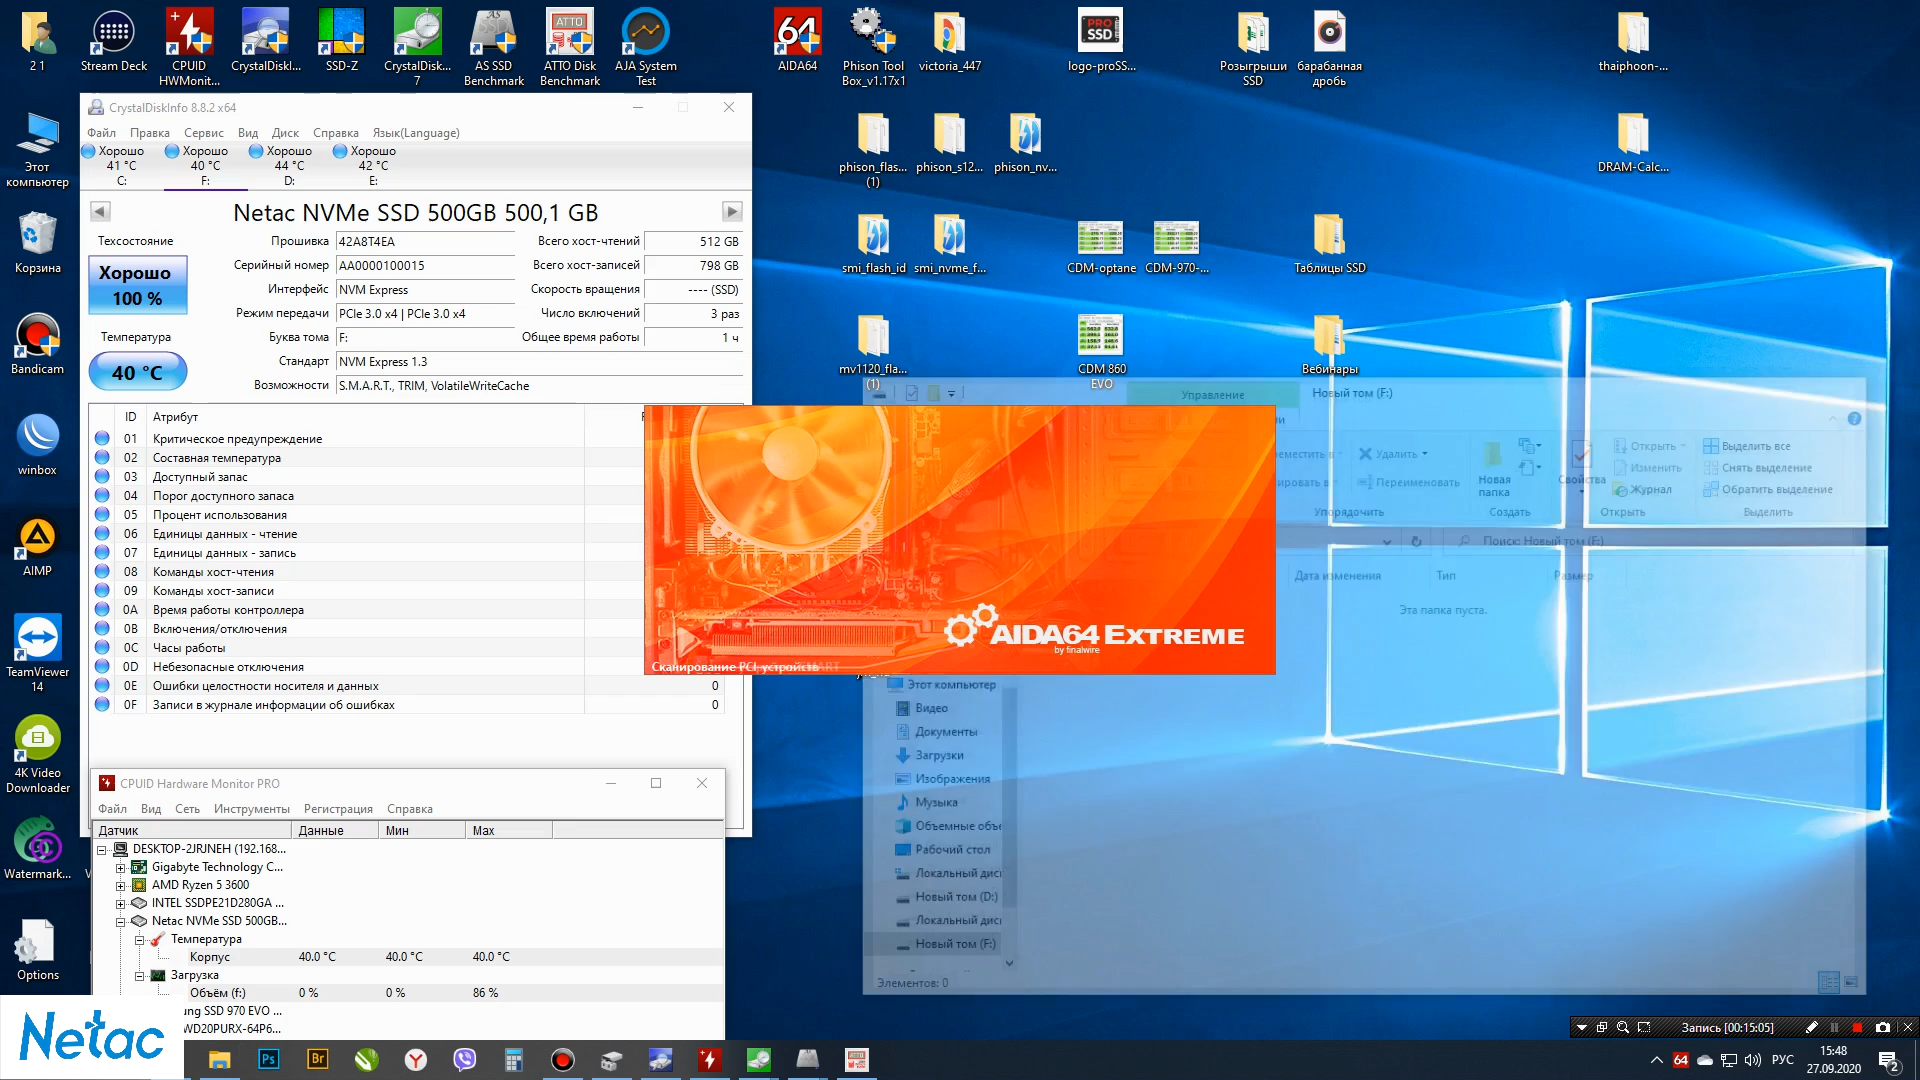 2 1
Stream Deck
CPUID
HWMonit...
CrystalDiskI...
SSD-Z
CrystalDisk...
7
AS SSD
Benchmark
ATTO Disk
Benchmark
AJA System
Test
AIDA64
Phison Tool
Box_v1.17x1
victoria_447
logo-proSS...
Розыгрыши
SSD
барабанная
дробь
thaiphoon-...
Этот
компьютер
Корзина
Bandicam
winbox
AIMP
TeamViewer
14
4K Video
Downloader
Watermark...
Options
phison_flas...
(1)
phison_s12...
phison_nv...
DRAM-Calc...
smi_flash_id
smi_nvme_f...
CDM-optane
CDM-970-...
Таблицы SSD
mv1120_fla...
(1)
CDM 860
EVO
Вебинары
CrystalDiskInfo 8.8.2 x64
Файл Правка Сервис Вид Диск Справка Язык(Language)
Хорошо Хорошо Хорошо Хорошо
41 °C 40 °C 44 °C 42 °C
C: F: D: E:
Netac NVMe SSD 500GB 500,1 GB
Техсостояние
Хорошо
100 %
Температура
40 °C
Прошивка 42A8T4EA
Серийный номер AA0000100015
Интерфейс NVM Express
Режим передачи PCIe 3.0 x4 | PCIe 3.0 x4
Буква тома F:
Стандарт NVM Express 1.3
Возможности S.M.A.R.T., TRIM, VolatileWriteCache
Всего хост-чтений 512 GB
Всего хост-записей 798 GB
Скорость вращения ---- (SSD)
Число включений 3 раз
Общее время работы 1 ч
ID Атрибут
01 Критическое предупреждение
02 Составная температура
03 Доступный запас
04 Порог доступного запаса
05 Процент использования
06 Единицы данных - чтение
07 Единицы данных - запись
08 Команды хост-чтения
09 Команды хост-записи
0A Время работы контроллера
0B Включения/отключения
0C Часы работы
0D Небезопасные отключения
0E Ошибки целостности носителя и данных 0
0F Записи в журнале информации об ошибках 0
AIDA64 EXTREME
by finalwire
Сканирование PCI-устройств
Управление
Новый том (F:)
Удалить
Переименовать
Упорядочить
Новая
папка
Создать
Свойства
Открыть
Изменить
Журнал
Открыть
Выделить все
Снять выделение
Обратить выделение
Выделить
Поиск: Новый том (F:)
Дата изменения Тип Размер
Эта папка пуста.
Этот компьютер
Видео
Документы
Загрузки
Изображения
Музыка
Объемные объе
Рабочий стол
Локальный дис
Новый том (D:)
Локальный дис
Новый том (F:)
Элементов: 0
CPUID Hardware Monitor PRO
Файл Вид Сеть Инструменты Регистрация Справка
Датчик Данные Мин Max
DESKTOP-2JRJNEH (192.168...
Gigabyte Technology C...
AMD Ryzen 5 3600
INTEL SSDPE21D280GA ...
Netac NVMe SSD 500GB...
Температура
Корпус 40.0 °C 40.0 °C 40.0 °C
Загрузка
Объём (f:) 0 % 0 % 86 %
ung SSD 970 EVO ...
WD20PURX-64P6...
Netac
Запись [00:15:05]
64
РУС
15:48
27.09.2020
2